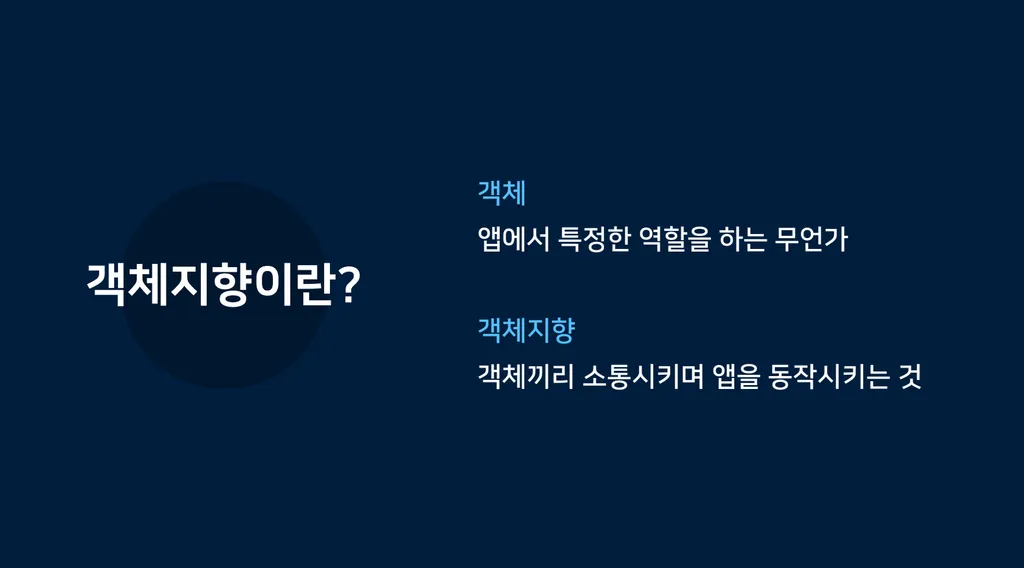 객체지향이란?
객체
앱에서 특정한 역할을 하는 무언가
객체지향
객체끼리 소통시키며 앱을 동작시키는 것